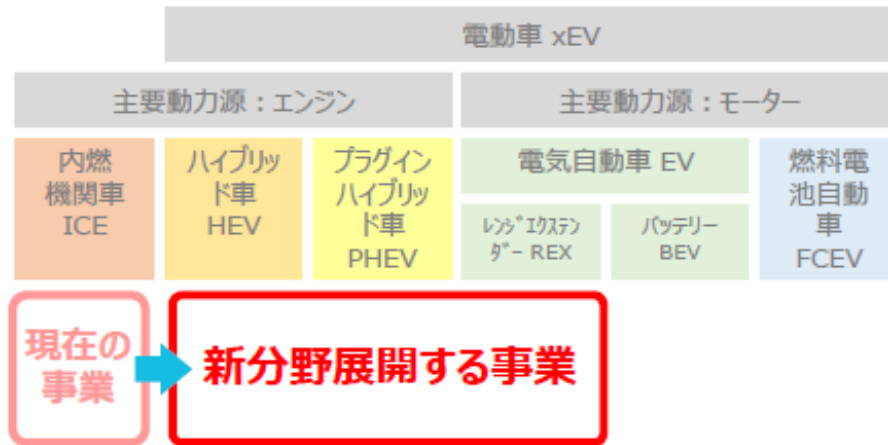 電動車 xEV
主要動力源：エンジン
主要動力源：モーター
内燃
機関車
ICE
ハイブリッ
ド車
HEV
プラグイン
ハイブリッ
ド車
PHEV
電気自動車 EV
ﾚﾝｼﾞｴｸｽﾃﾝ
ﾀﾞｰ REX
バッテリー
BEV
燃料電
池自動
車
FCEV
現在の
事業
新分野展開する事業